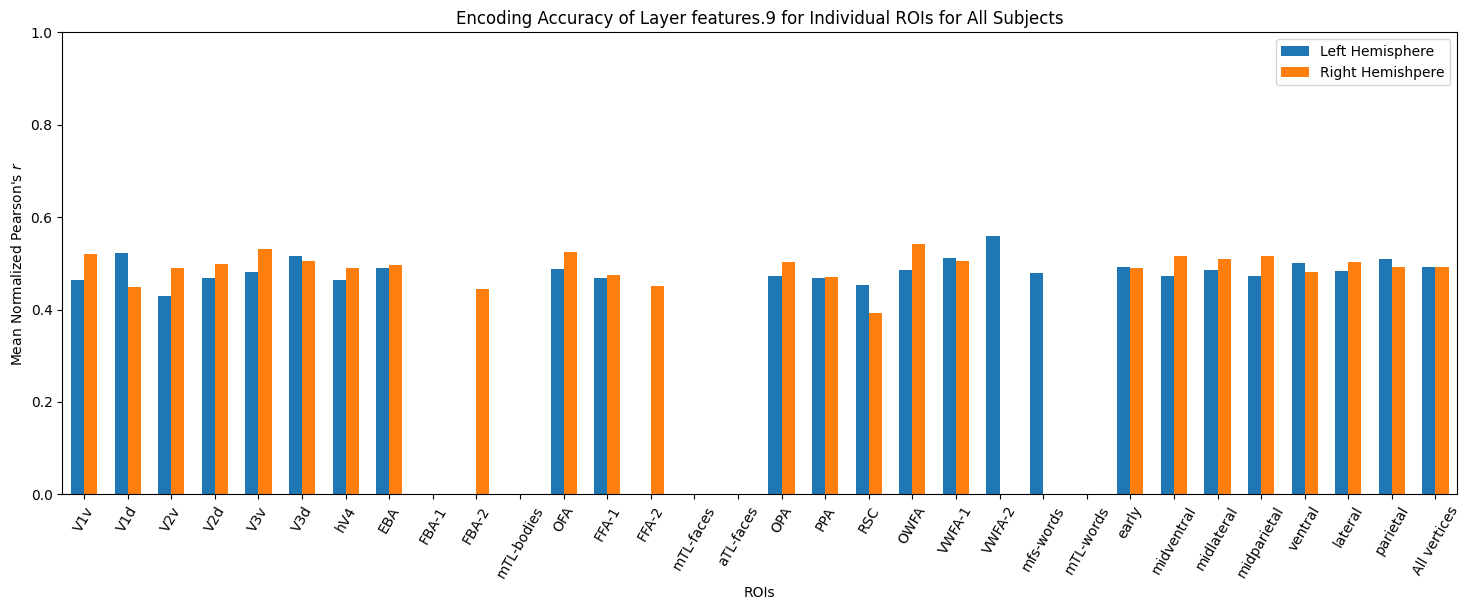 Encoding Accuracy of Layer features.9 for Individual ROIs for All Subjects
Left Hemisphere
Right Hemishpere
Mean Normalized Pearson's r
1.0
0.8
0.6
0.4
0.2
0.0
V1v
V1d
V2v
V2d
V3v
V3d
hV4
EBA
FBA-1
FBA-2
mTL-bodies
OFA
FFA-1
FFA-2
mTL-faces
aTL-faces
OPA
PPA
RSC
OWFA
VWFA-1
VWFA-2
mfs-words
mTL-words
early
midventral
midlateral
midparietal
ventral
lateral
parietal
All vertices
ROIs